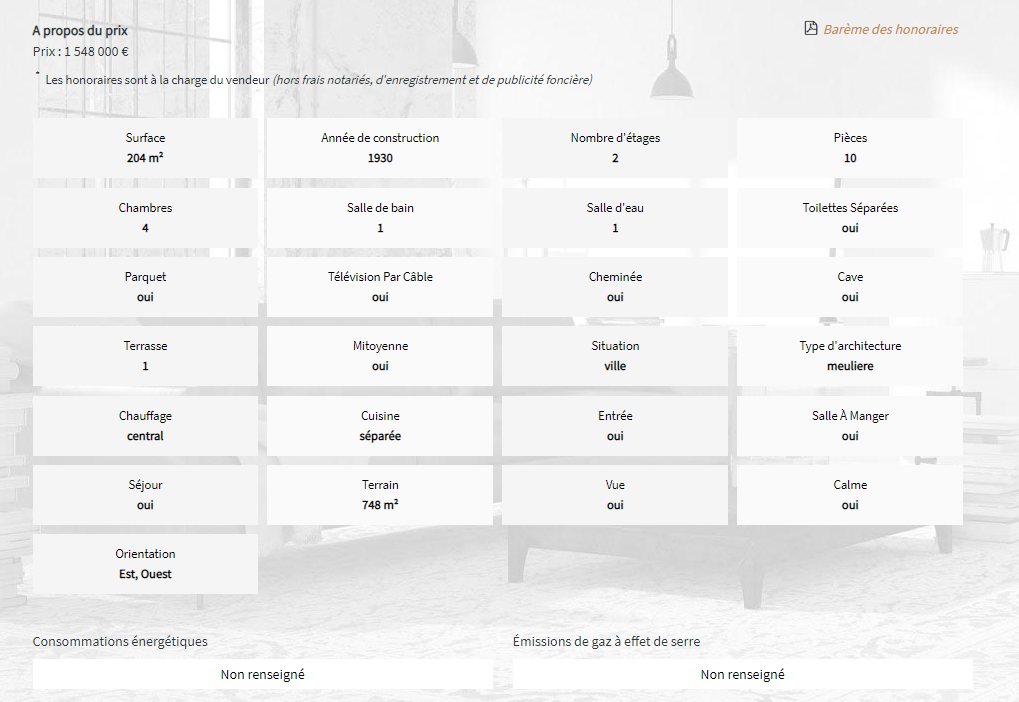 A propos du prix
Barème des honoraires
Prix : 1 548 000 €
* Les honoraires sont à la charge du vendeur (hors frais notariés, d'enregistrement et de publicité foncière)
Surface
204 m²
Année de construction
1930
Nombre d'étages
2
Pièces
10
Chambres
4
Salle de bain
1
Salle d'eau
1
Toilettes Séparées
oui
Parquet
oui
Télévision Par Câble
oui
Cheminée
oui
Cave
oui
Terrasse
1
Mitoyenne
oui
Situation
ville
Type d'architecture
meuliere
Chauffage
central
Cuisine
séparée
Entrée
oui
Salle À Manger
oui
Séjour
oui
Terrain
748 m²
Vue
oui
Calme
oui
Orientation
Est, Ouest
Consommations énergétiques
Non renseigné
Émissions de gaz à effet de serre
Non renseigné